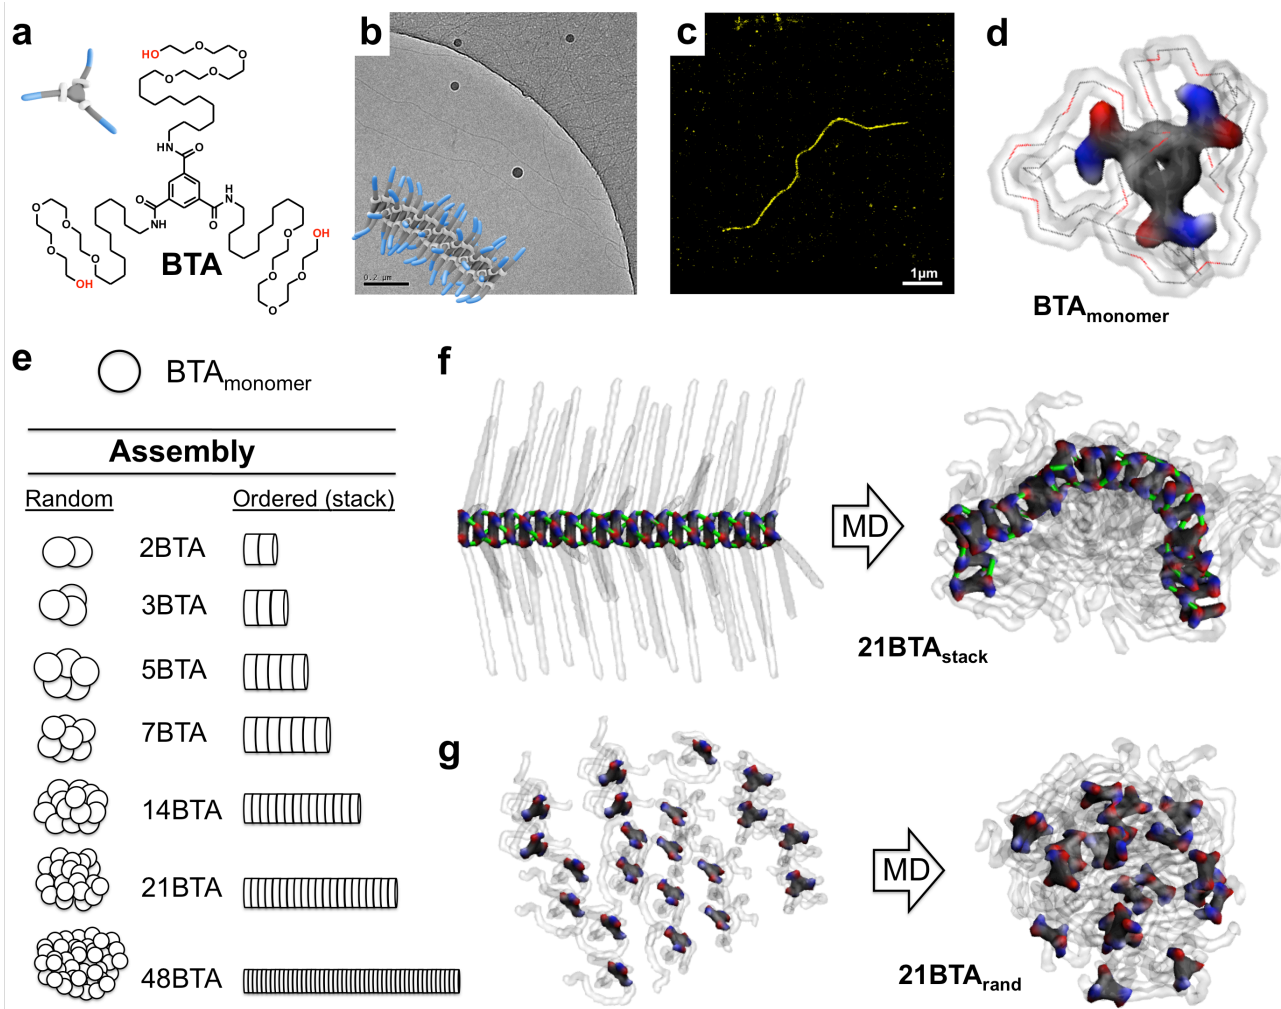 a
HO
O
O
O
O
HN
O
O
NH
O
H
N
O
O
O
O
OH
OH
O
O
O
O
BTA
b
0.2 µm
c
1µm
d
BTAmonomer
e
BTAmonomer
Assembly
Random
Ordered (stack)
2BTA
3BTA
5BTA
7BTA
14BTA
21BTA
48BTA
f
MD
21BTAstack
g
MD
21BTArand